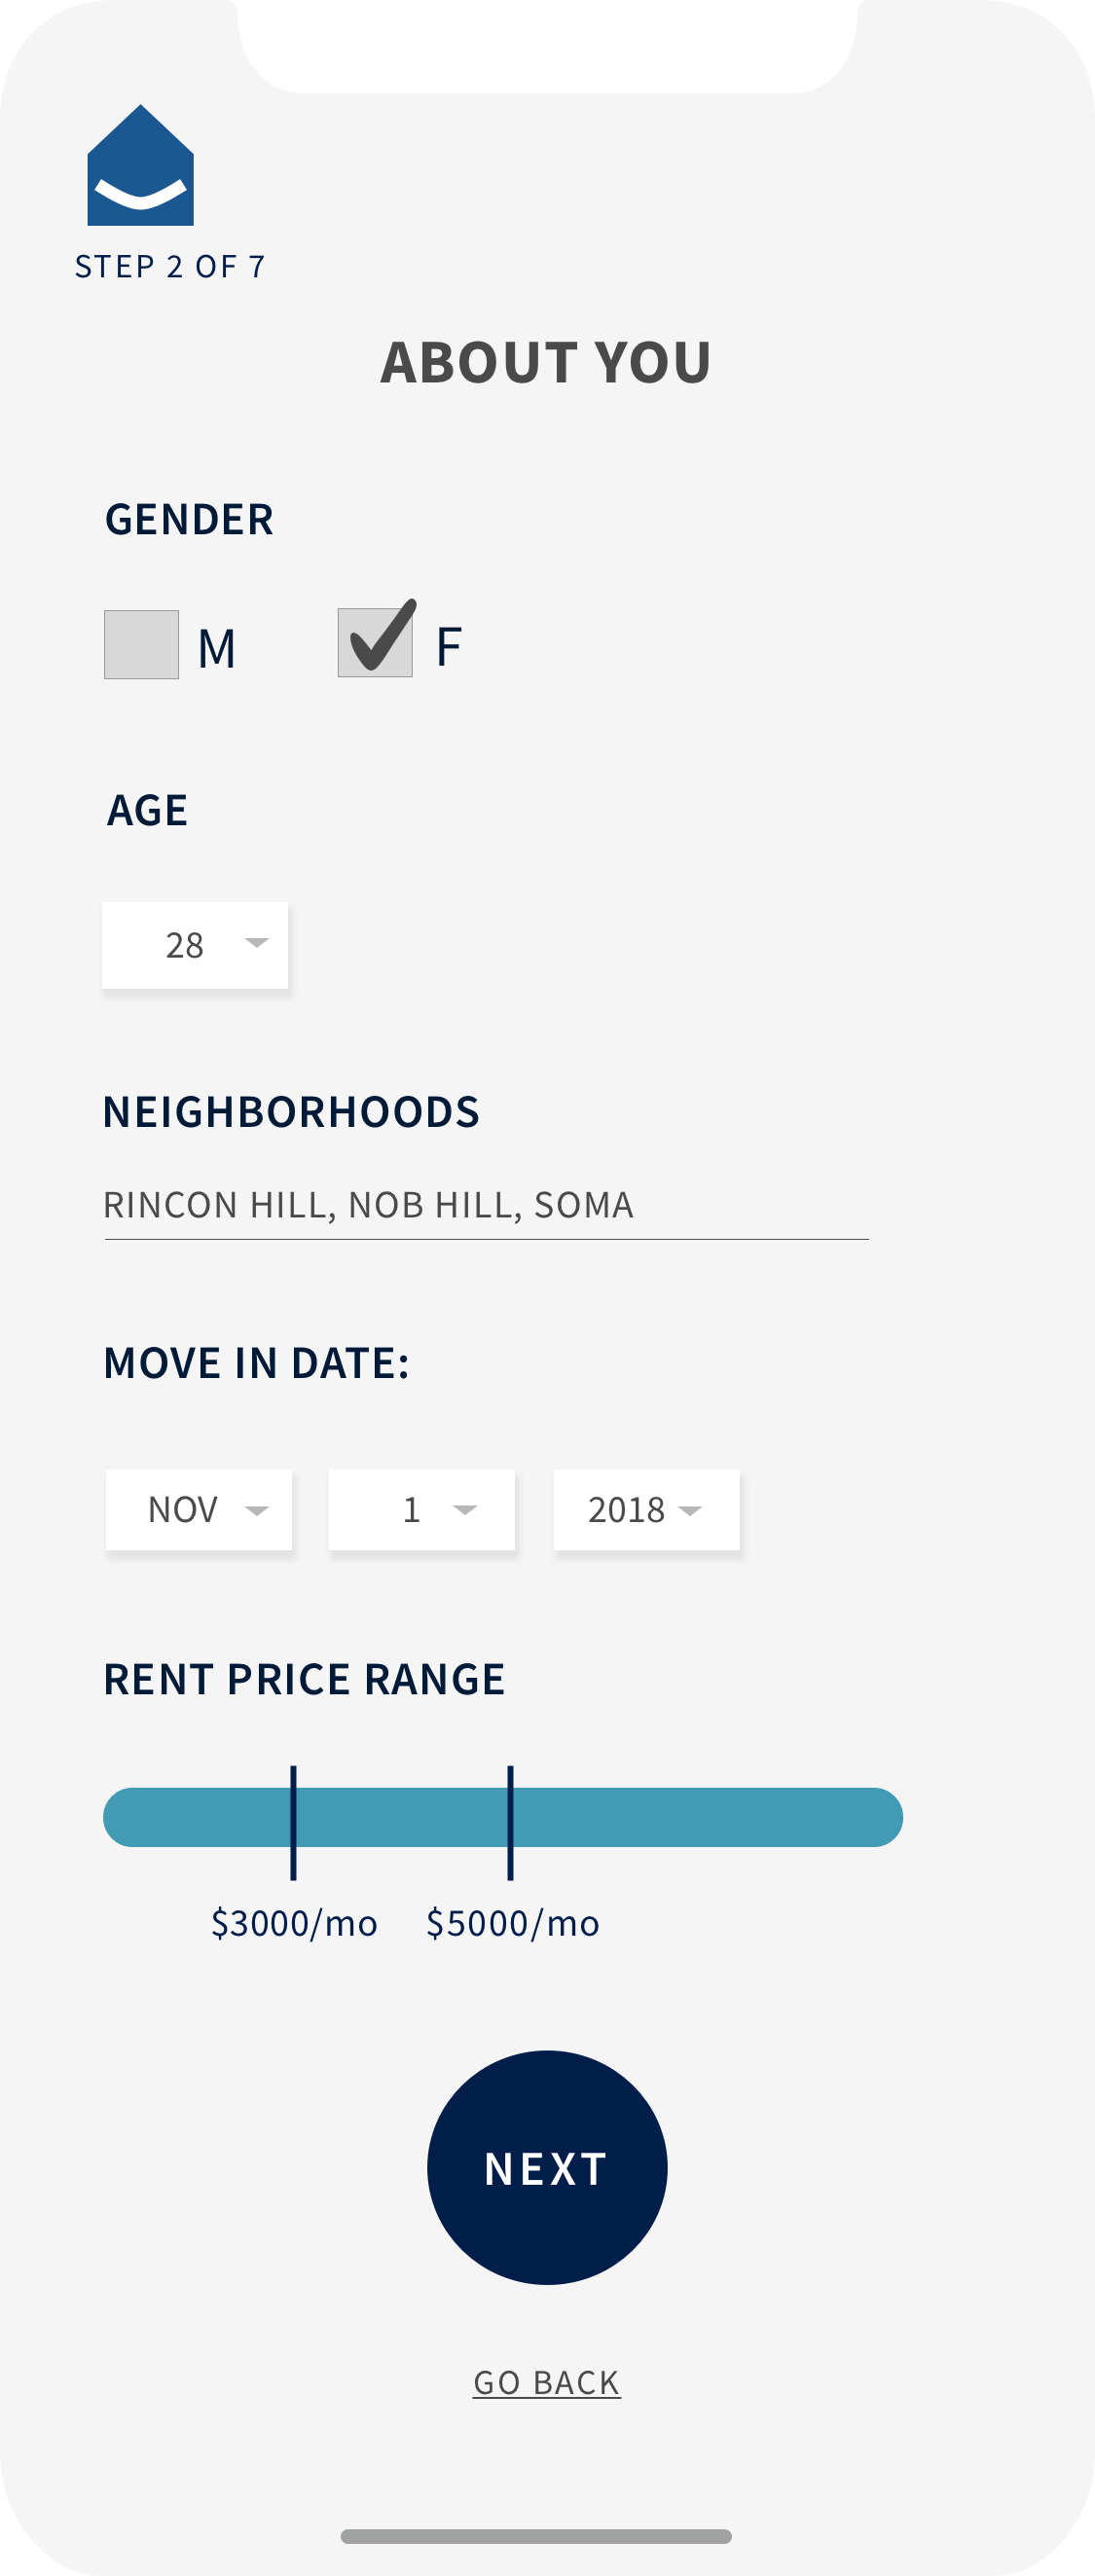 STEP 2 OF 7
ABOUT YOU
GENDER
M F
AGE
28
NEIGHBORHOODS
RINCON HILL, NOB HILL, SOMA
MOVE IN DATE:
NOV 1 2018
RENT PRICE RANGE
$3000/mo $5000/mo
NEXT
GO BACK